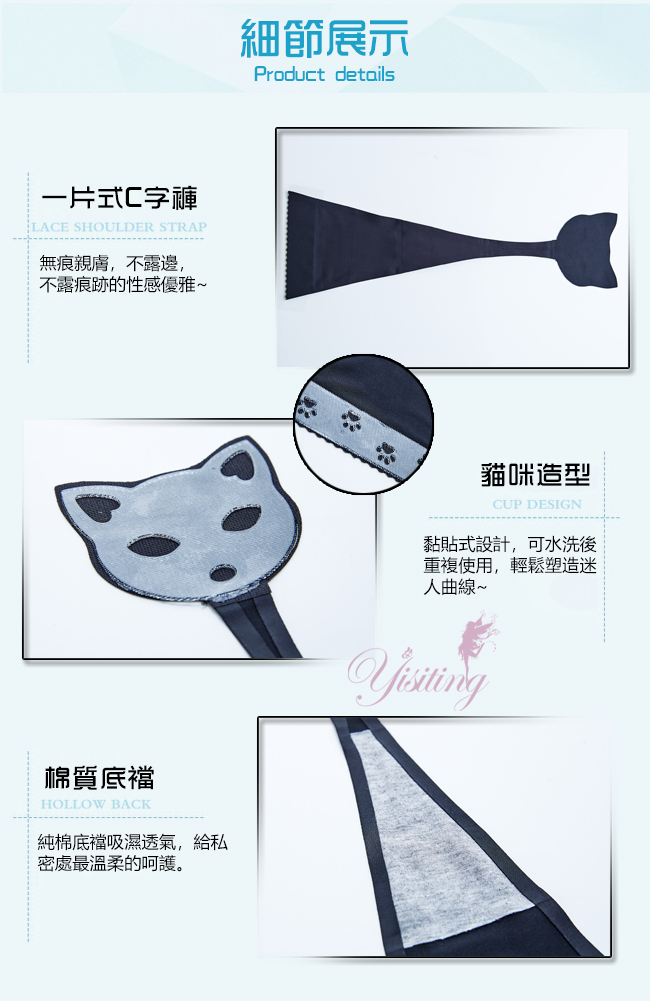 細節展示
Product details
一片式C字褲
LACE SHOULDER STRAP
無痕親膚，不露邊，
不露痕跡的性感優雅~
貓咪造型
CUP DESIGN
黏貼式設計，可水洗後
重複使用，輕鬆塑造迷
人曲線~
Yisiting
棉質底襠
HOLLOW BACK
純棉底襠吸濕透氣，給私
密處最溫柔的呵護。